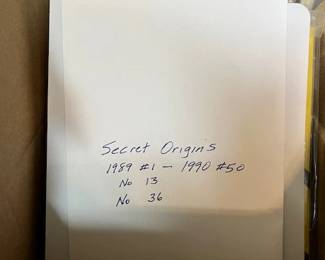 Secret Origins
1989 #1 - 1990 #50
No 13
No 36